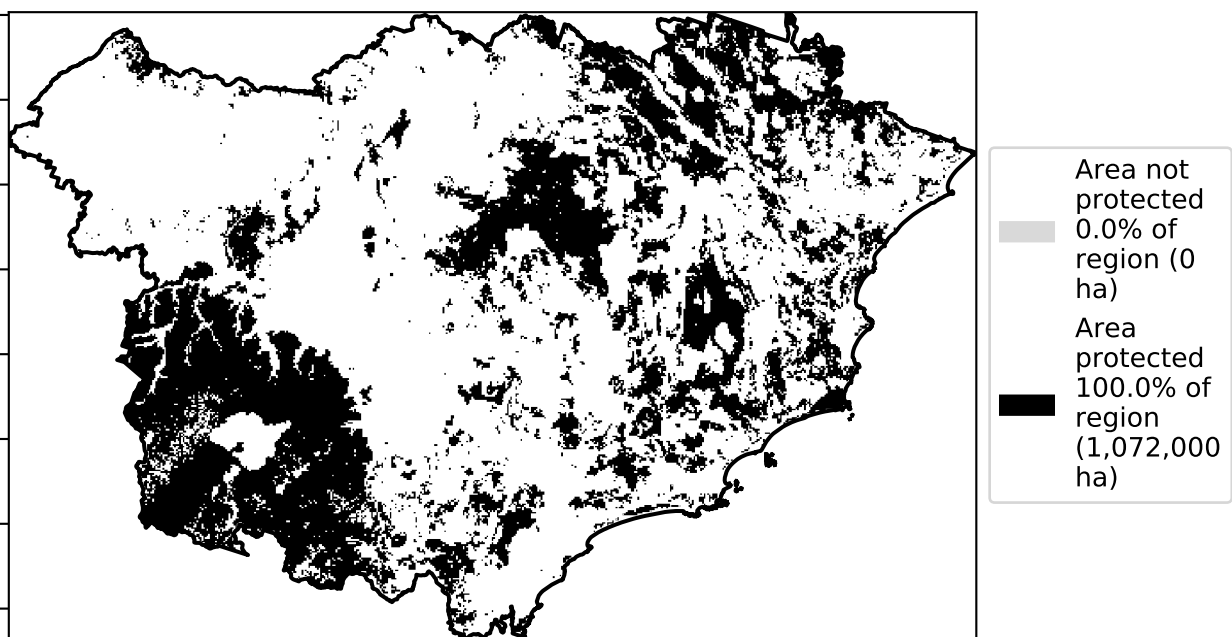 Area not
protected
0.0% of
region (0
ha)
Area
protected
100.0% of
region
(1,072,000
ha)